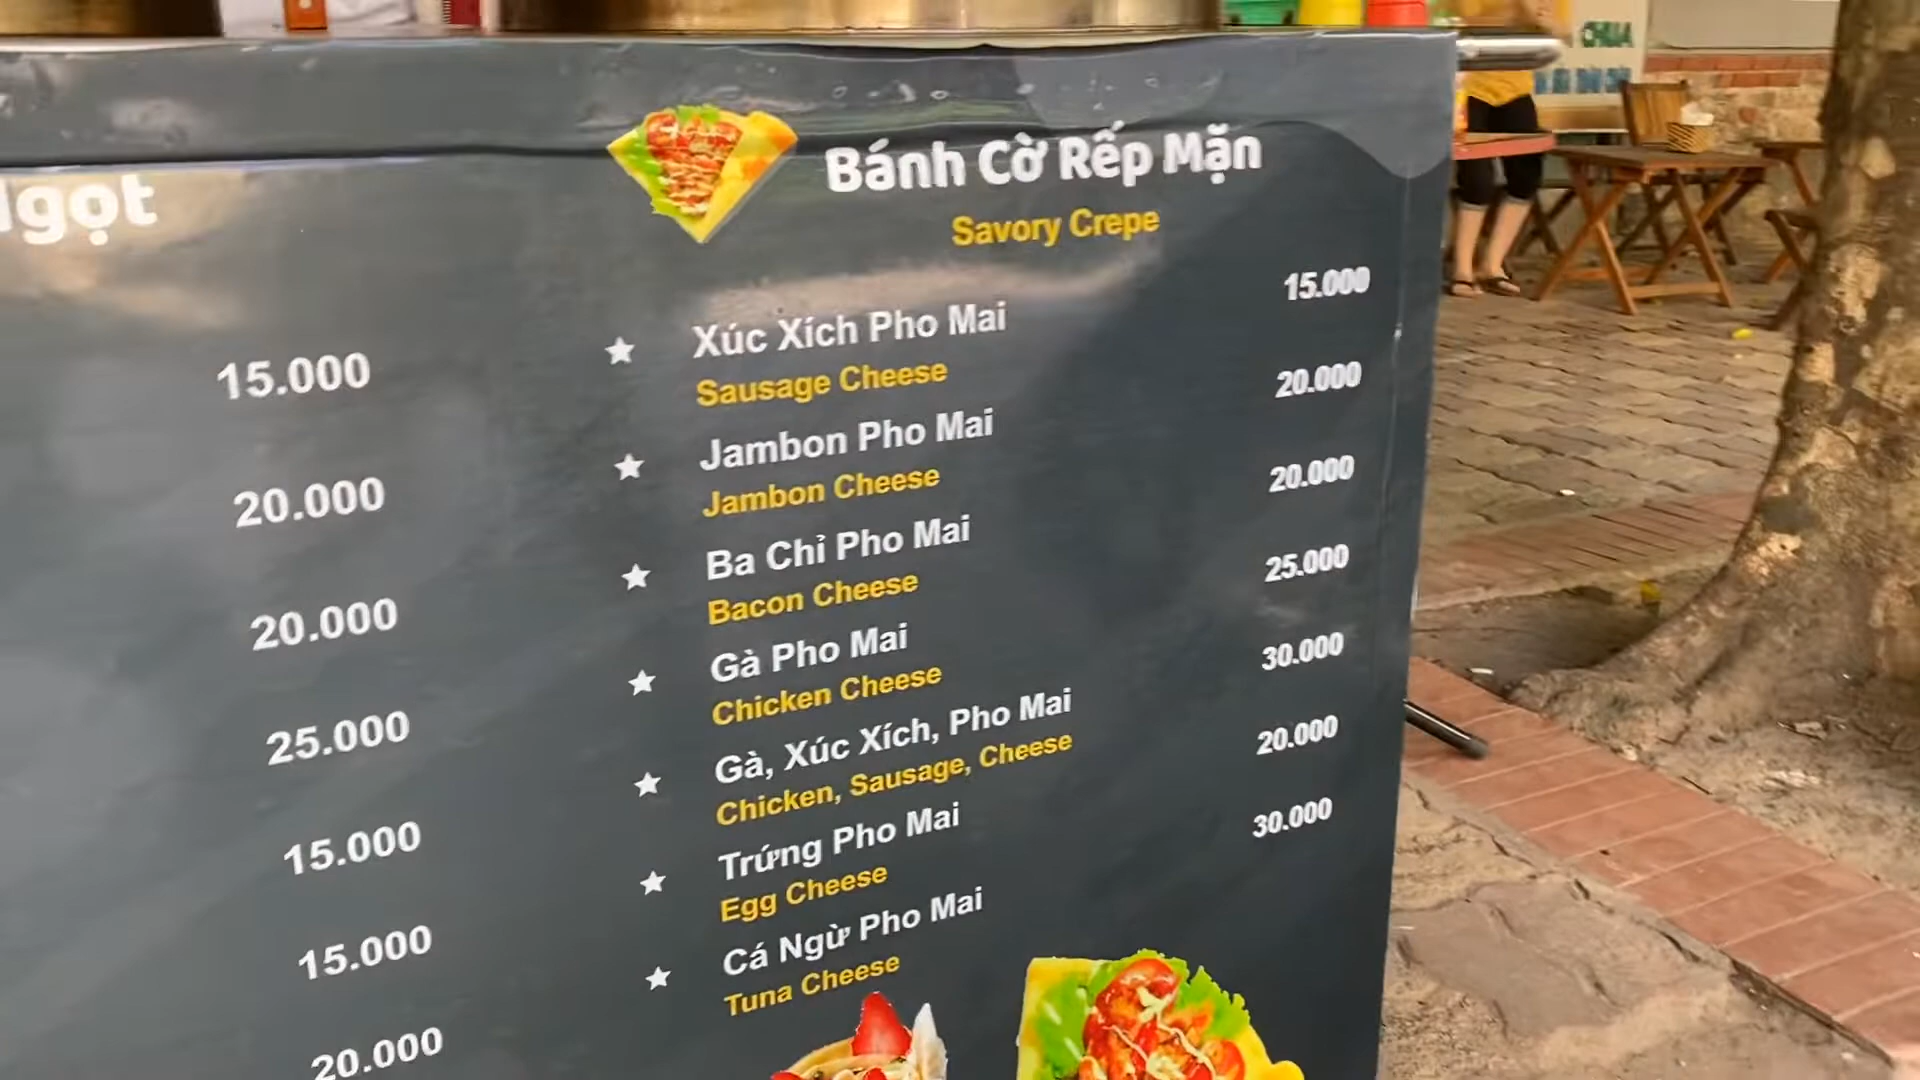 Bánh Cờ Rếp Mặn
Savory Crepe
15.000
20.000
20.000
25.000
15.000
15.000
20.000
Xúc Xích Pho Mai 15.000
Sausage Cheese
Jambon Pho Mai 20.000
Jambon Cheese
Ba Chỉ Pho Mai 20.000
Bacon Cheese
Gà Pho Mai 25.000
Chicken Cheese
Gà, Xúc Xích, Pho Mai 30.000
Chicken, Sausage, Cheese
Trứng Pho Mai 20.000
Egg Cheese
Cá Ngừ Pho Mai 30.000
Tuna Cheese